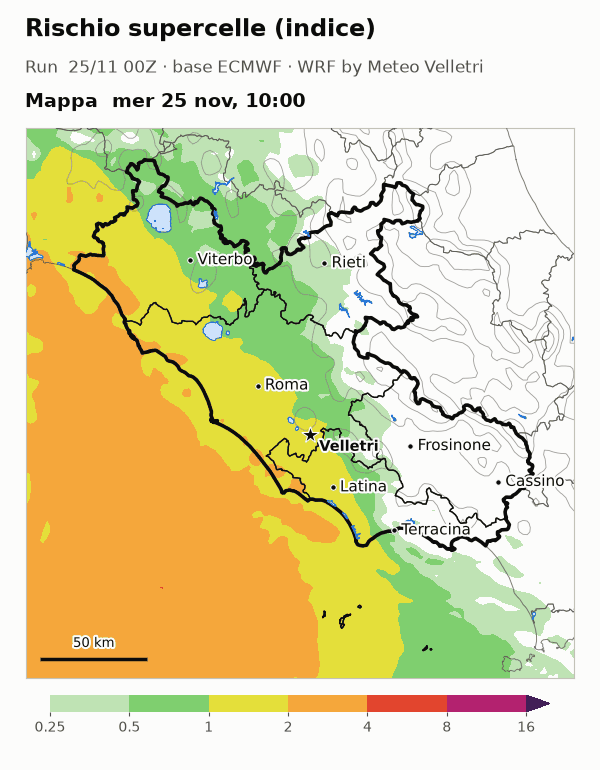 Rischio supercelle (indice)
Run  25/11 00Z · base ECMWF · WRF by Meteo Velletri
Mappa  mer 25 nov, 10:00
Viterbo
Rieti
Roma
Velletri
Frosinone
Cassino
Latina
Terracina
50 km
0.25 0.5 1 2 4 8 16